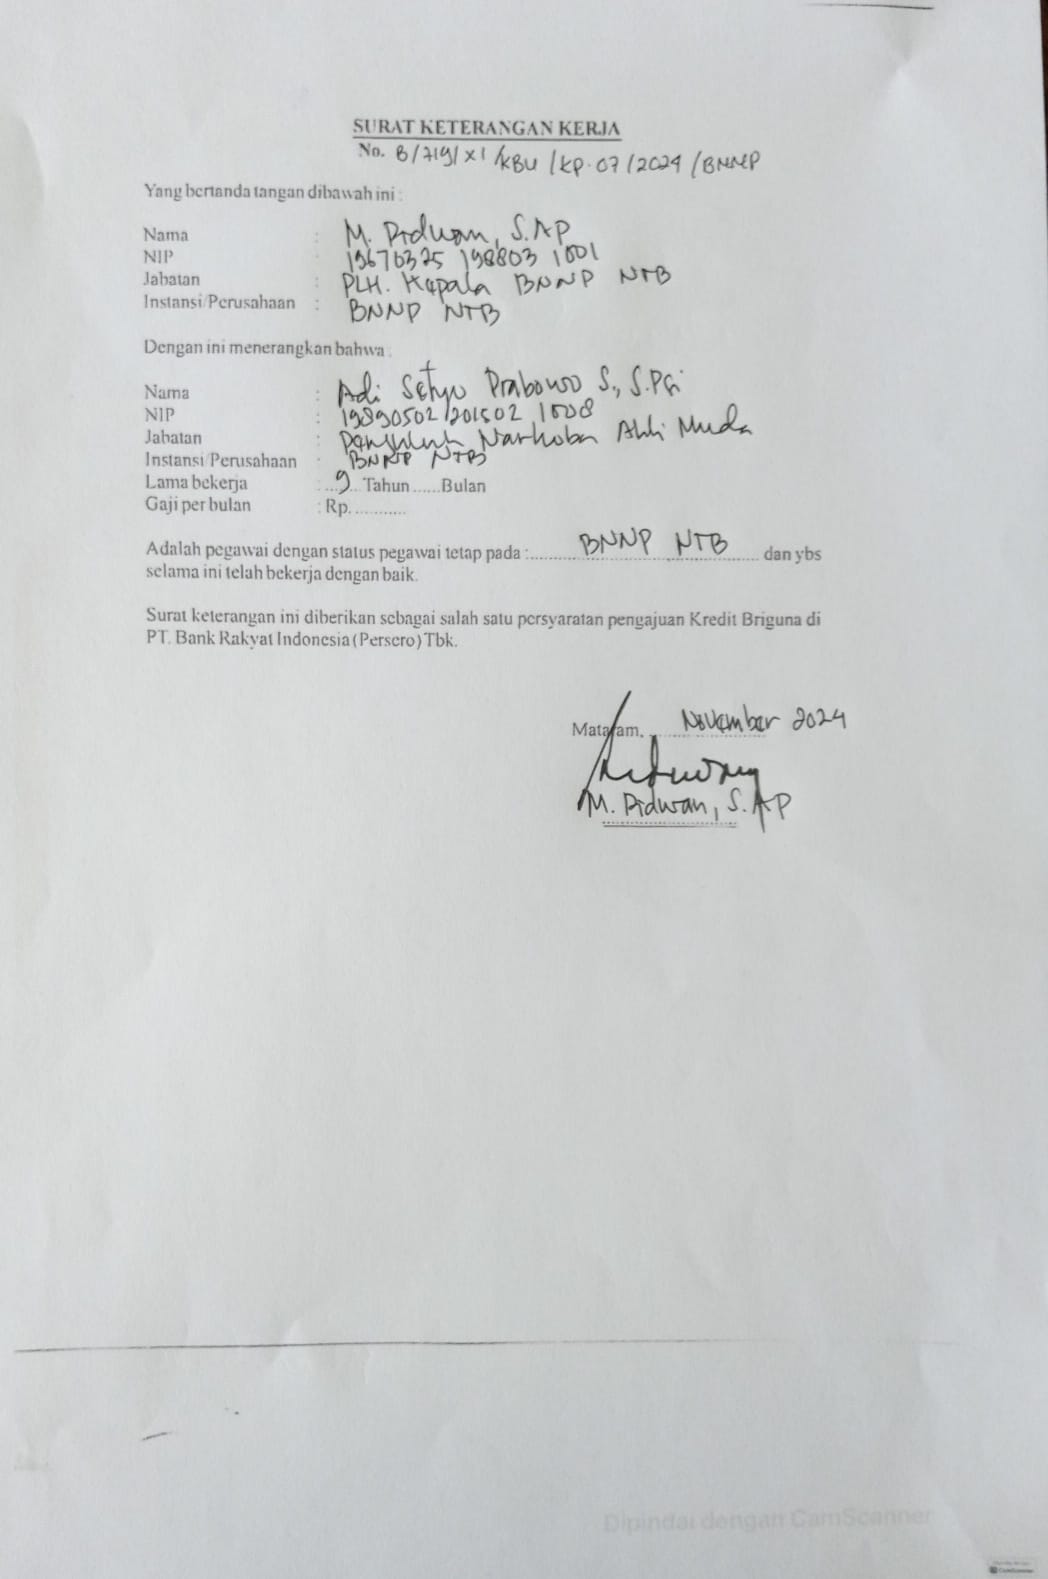 SURAT KETERANGAN KERJA
No. B/719/XI/KBU/KP.07/2024/BNNP
Yang bertanda tangan dibawah ini :
Nama : M. Ridwan, S.AP
NIP : 19670325 198803 1001
Jabatan : PLH. Kepala BNNP NTB
Instansi/Perusahaan : BNNP NTB
Dengan ini menerangkan bahwa :
Nama : Adi Setyo Prabowo S., S.Psi
NIP : 19890502 201502 1008
Jabatan : Penyuluh Narkoba Ahli Muda
Instansi/Perusahaan : BNNP NTB
Lama bekerja : ...9... Tahun ......Bulan
Gaji per bulan : Rp............
Adalah pegawai dengan status pegawai tetap pada :...... BNNP NTB ...... dan ybs
selama ini telah bekerja dengan baik.
Surat keterangan ini diberikan sebagai salah satu persyaratan pengajuan Kredit Briguna di
PT. Bank Rakyat Indonesia (Persero) Tbk.
Mataram, November 2024
M. Ridwan, S.AP
Dipindai dengan CamScanner